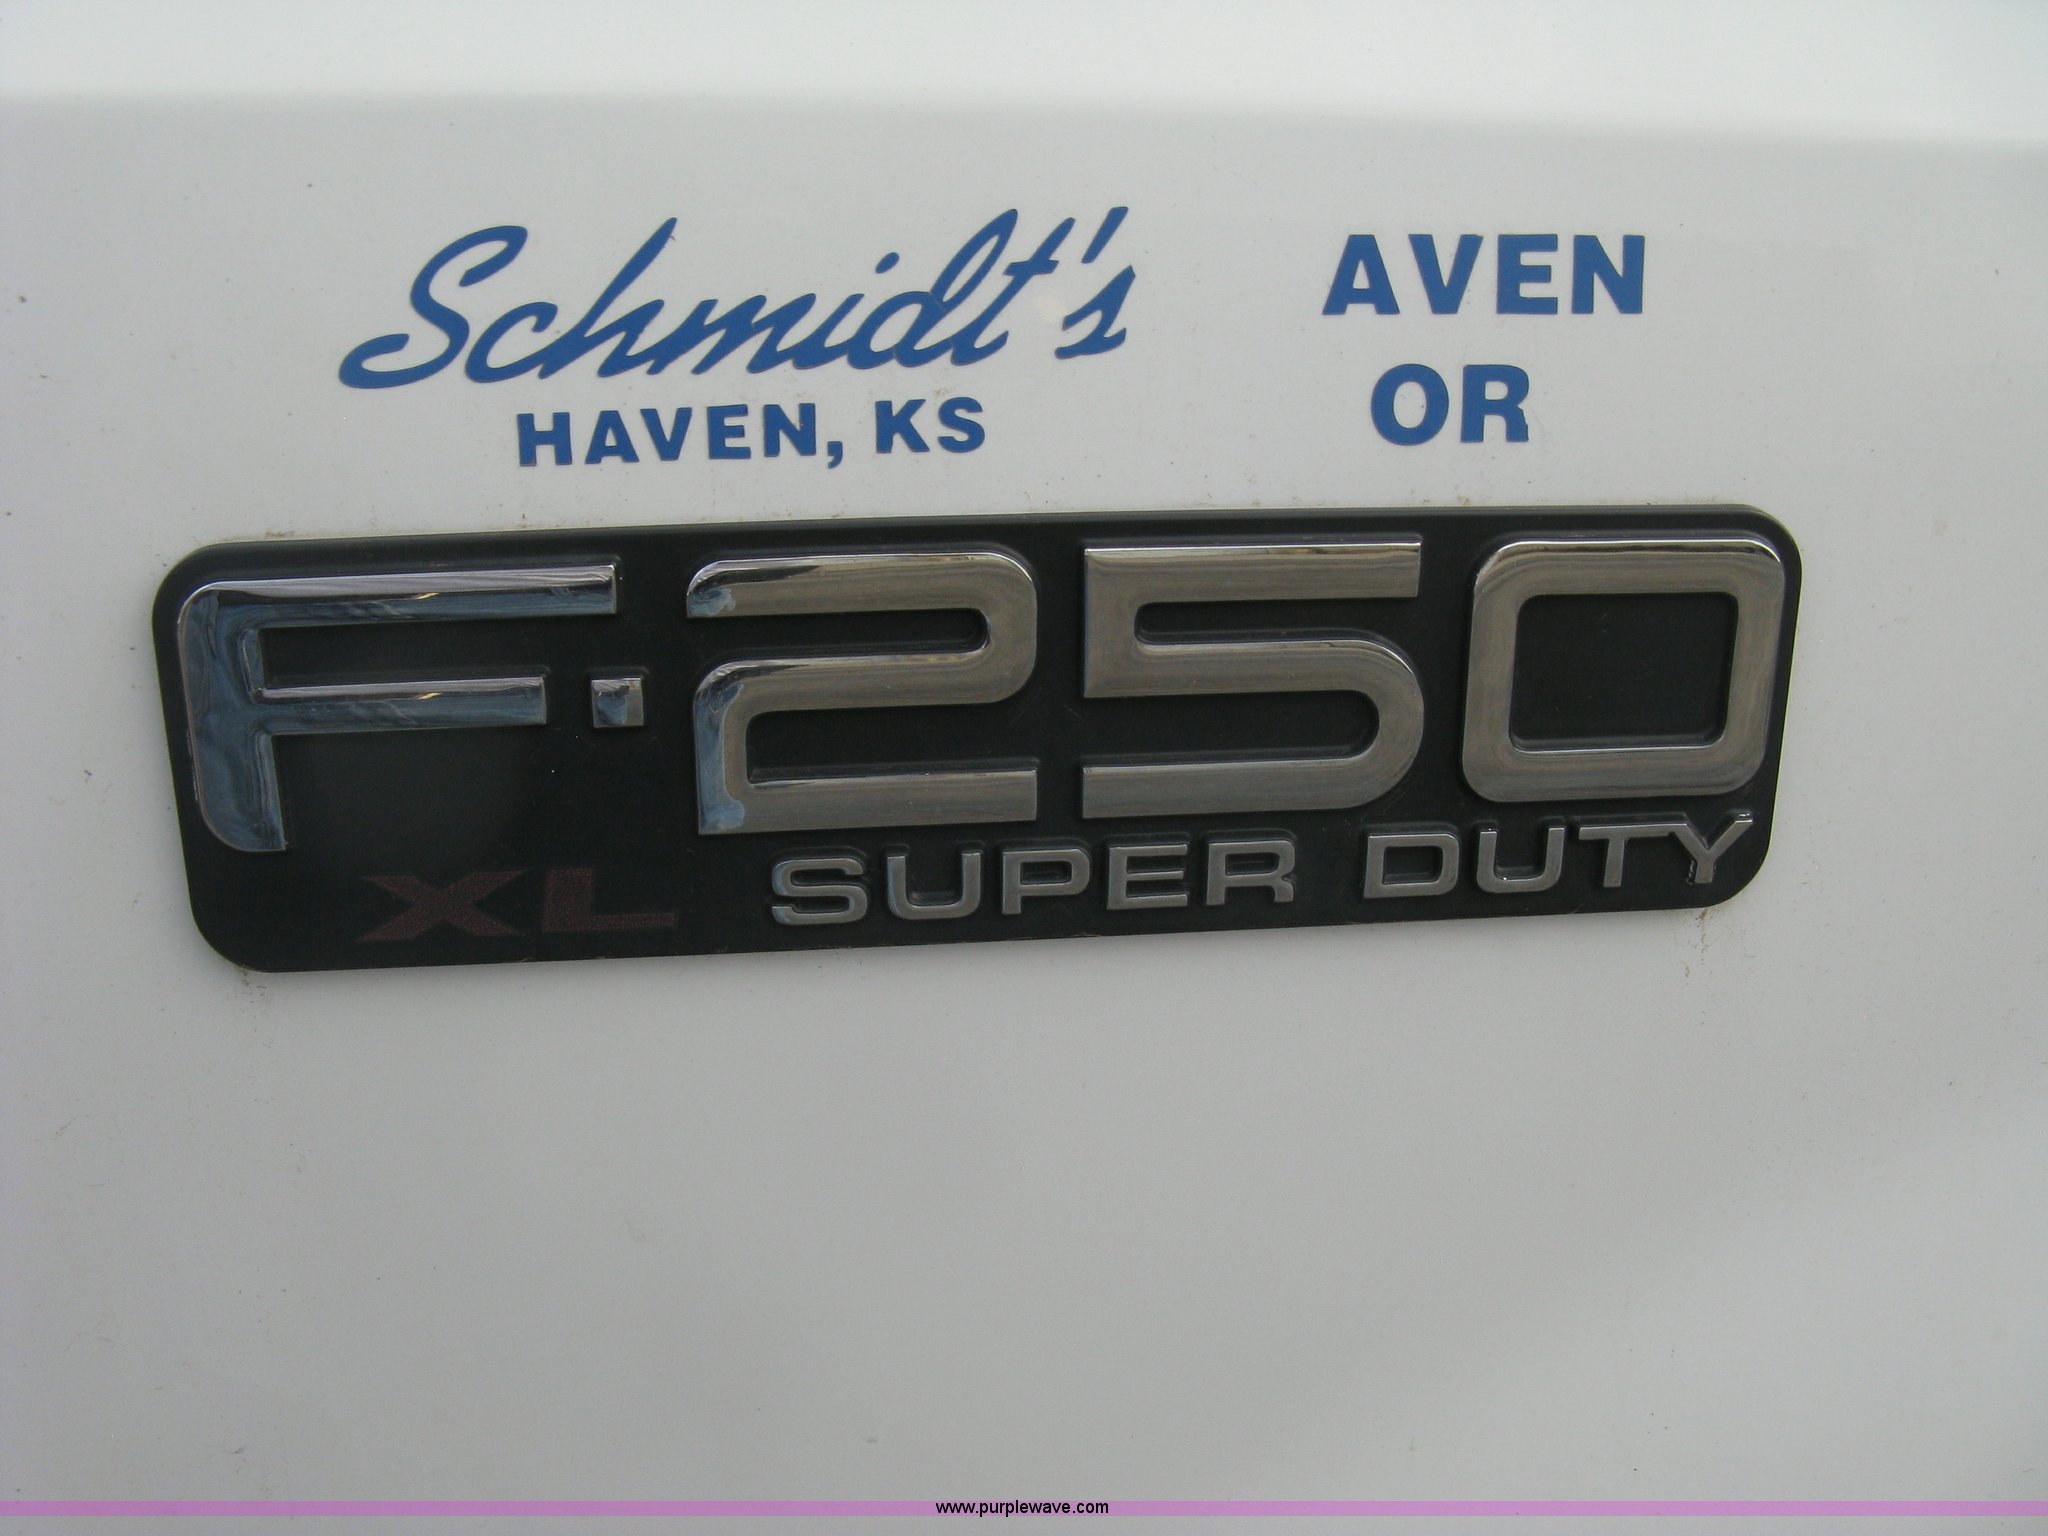 Schmidt's
HAVEN, KS
AVEN
OR
F-250
XL SUPER DUTY
www.purplewave.com